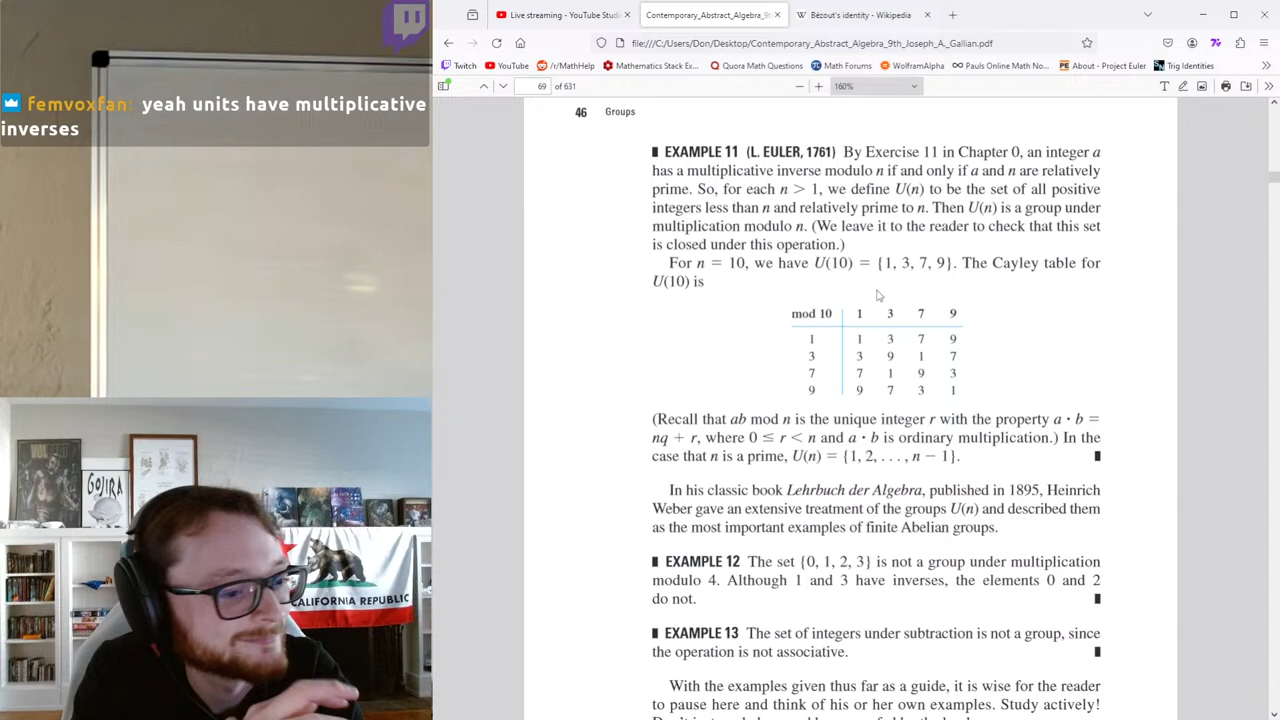 femvoxfan: yeah units have multiplicative
inverses
Live streaming - YouTube Studi
Contemporary_Abstract_Algebra_9
Bézout's identity - Wikipedia
file:///C:/Users/Don/Desktop/Contemporary_Abstract_Algebra_9th_Joseph_A._Gallian.pdf
Twitch YouTube r/MathHelp Mathematics Stack Ex... Quora Math Questions Math Forums WolframAlpha Pauls Online Math No... About - Project Euler Trig Identities
69 of 631
160%
46 Groups
EXAMPLE 11 (L. EULER, 1761) By Exercise 11 in Chapter 0, an integer a
has a multiplicative inverse modulo n if and only if a and n are relatively
prime. So, for each n > 1, we define U(n) to be the set of all positive
integers less than n and relatively prime to n. Then U(n) is a group under
multiplication modulo n. (We leave it to the reader to check that this set
is closed under this operation.)
For n = 10, we have U(10) = {1, 3, 7, 9}. The Cayley table for
U(10) is
mod 10 1 3 7 9
1 1 3 7 9
3 3 9 1 7
7 7 1 9 3
9 9 7 3 1
(Recall that ab mod n is the unique integer r with the property a · b =
nq + r, where 0 ≤ r < n and a · b is ordinary multiplication.) In the
case that n is a prime, U(n) = {1, 2, . . . , n − 1}.
In his classic book Lehrbuch der Algebra, published in 1895, Heinrich
Weber gave an extensive treatment of the groups U(n) and described them
as the most important examples of finite Abelian groups.
EXAMPLE 12 The set {0, 1, 2, 3} is not a group under multiplication
modulo 4. Although 1 and 3 have inverses, the elements 0 and 2
do not.
EXAMPLE 13 The set of integers under subtraction is not a group, since
the operation is not associative.
With the examples given thus far as a guide, it is wise for the reader
to pause here and think of his or her own examples. Study actively!
GOJIRA
CALIFORNIA REPUBLIC